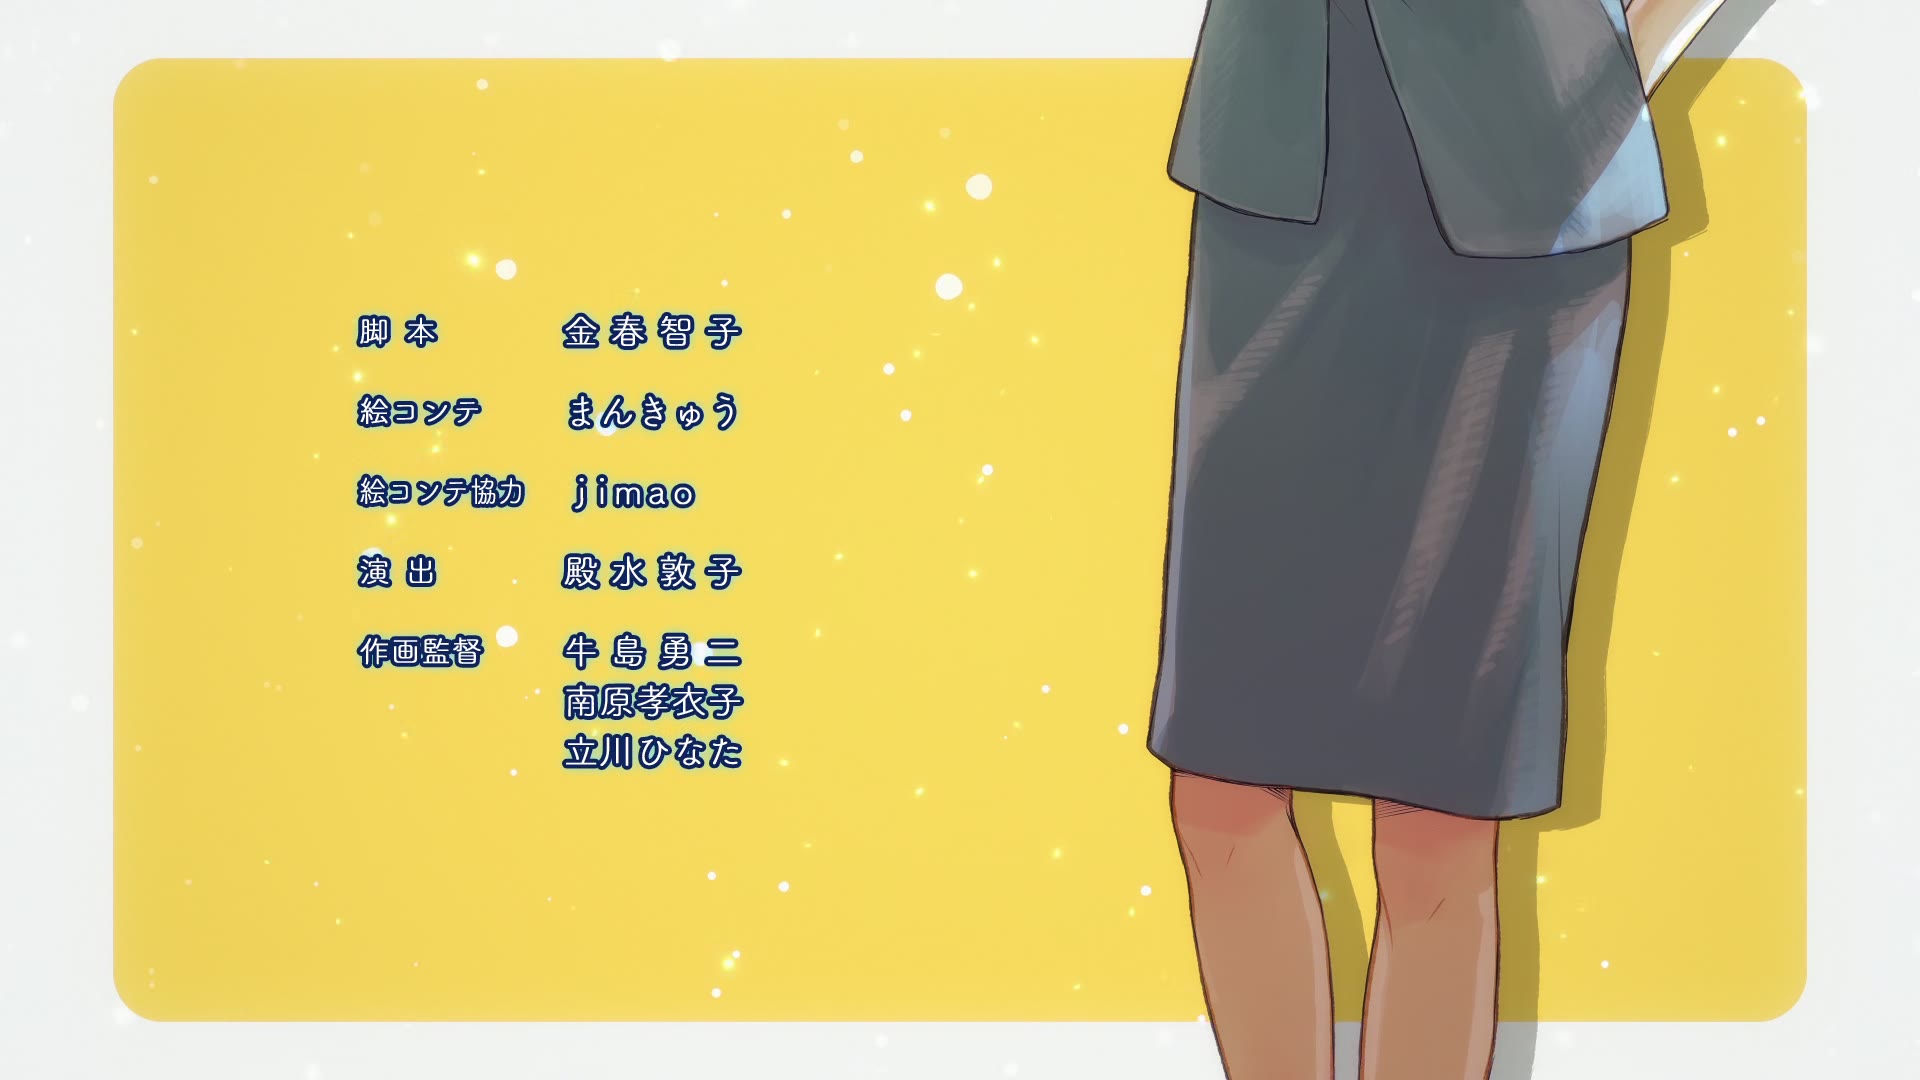 脚本 金春智子
絵コンテ まんきゅう
絵コンテ協力 jimao
演出 殿水敦子
作画監督 牛島勇二
南原孝衣子
立川ひなた